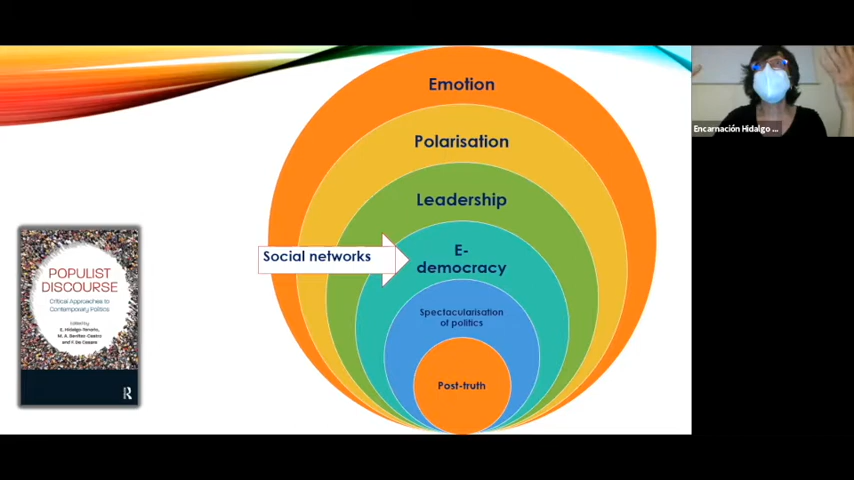 Emotion
Polarisation
Leadership
Social networks
E-
democracy
Spectacularisation
of politics
Post-truth
POPULIST
DISCOURSE
Critical Approaches to
Contemporary Politics
Edited by
E. Hidalgo-Tenorio,
M. A. Benítez-Castro
and F. De Cesare
R
Encarnación Hidalgo ...